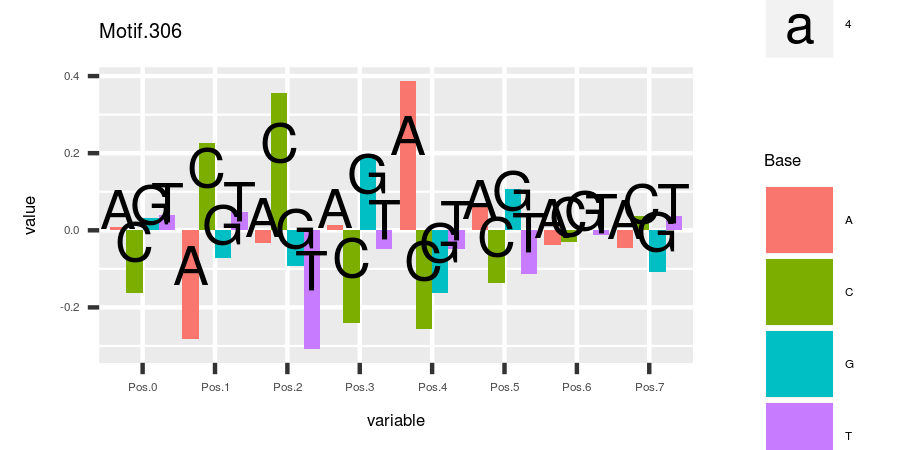 Motif.306
a 4
0.4
0.2
0.0
-0.2
value
A C G T
A C G T
A C G T
A C G T
A C G T
A C G T
A C G T
A C G T
Pos.0 Pos.1 Pos.2 Pos.3 Pos.4 Pos.5 Pos.6 Pos.7
variable
Base
A
C
G
T